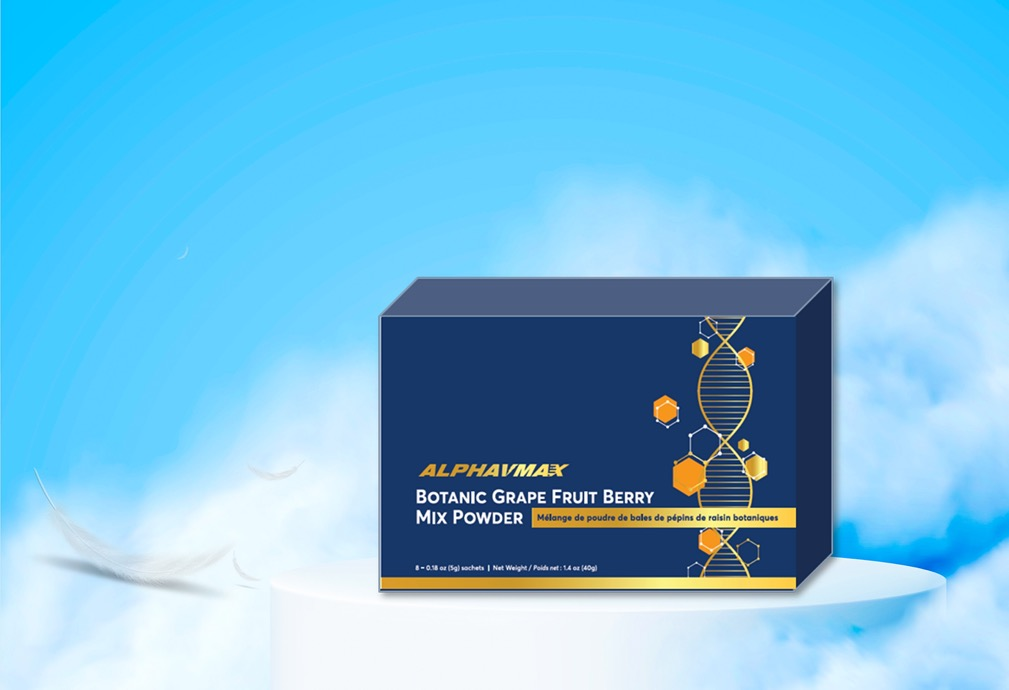 ALPHAVMAX
BOTANIC GRAPE FRUIT BERRY
MIX POWDER
Mélange de poudre de baies de pépins de raisin botaniques
8 - 0.18 oz (5g) sachets | Net Weight / Poids net : 1.4 oz (40g)